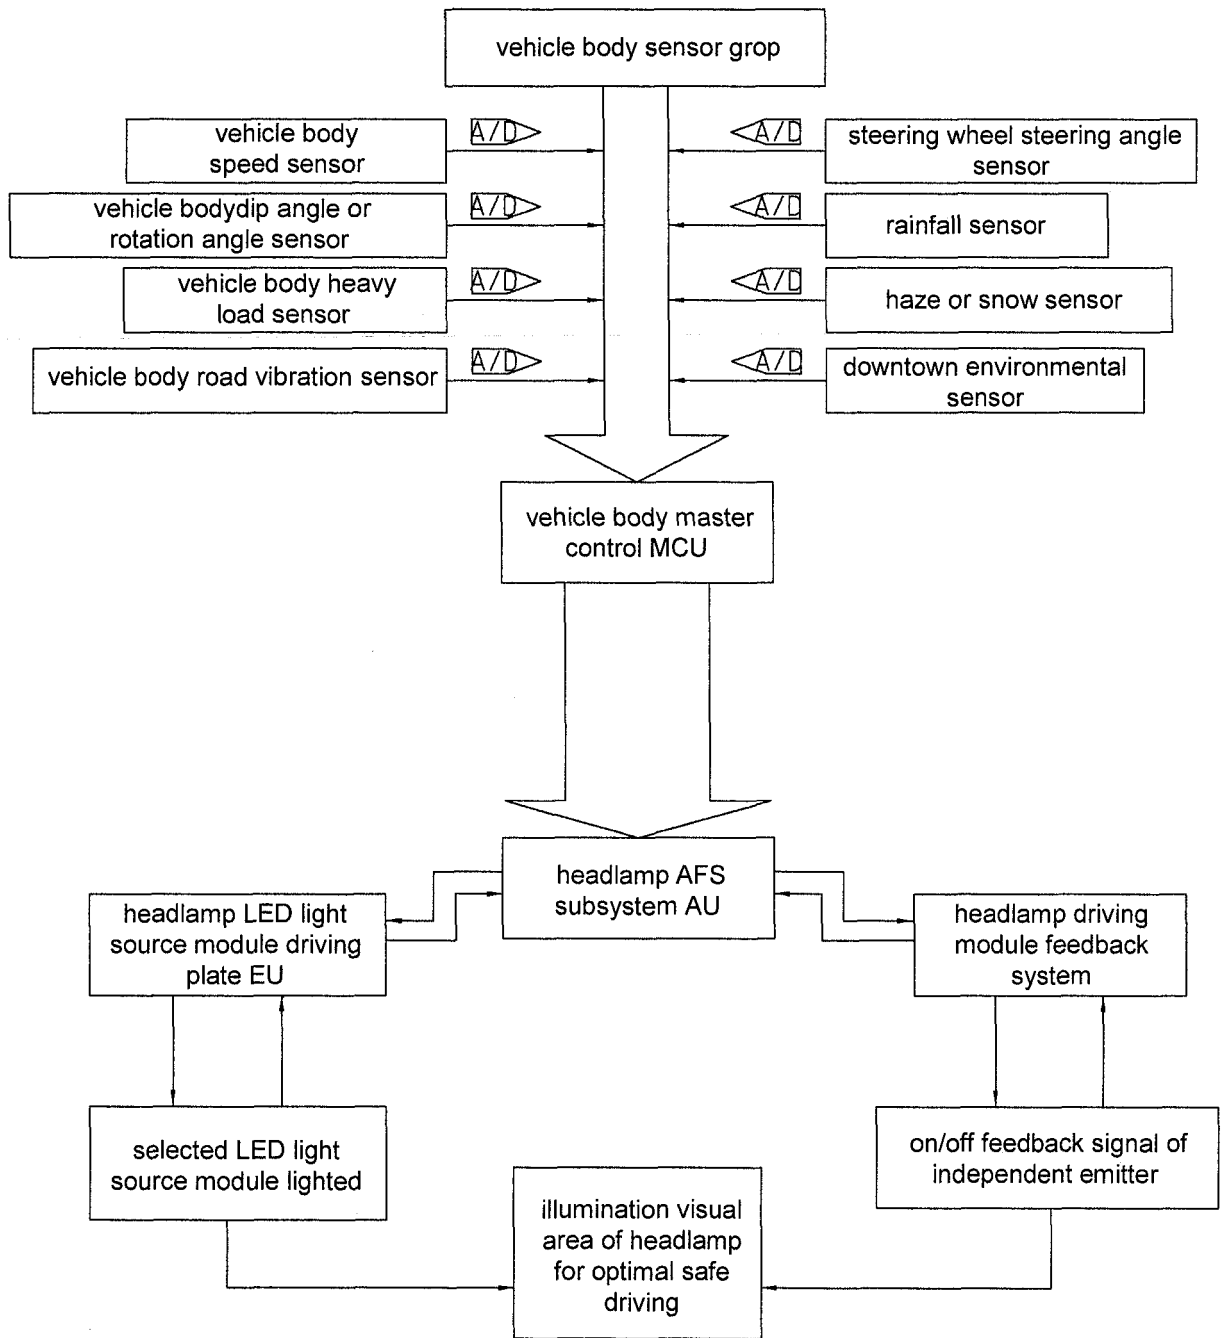 vehicle body sensor grop
vehicle body
speed sensor
A/D
A/D
steering wheel steering angle
sensor
vehicle bodydip angle or
rotation angle sensor
A/D
A/D
rainfall sensor
vehicle body heavy
load sensor
A/D
A/D
haze or snow sensor
vehicle body road vibration sensor
A/D
A/D
downtown environmental
sensor
vehicle body master
control MCU
headlamp AFS
subsystem AU
headlamp LED light
source module driving
plate EU
headlamp driving
module feedback
system
selected LED light
source module lighted
on/off feedback signal of
independent emitter
illumination visual
area of headlamp
for optimal safe
driving